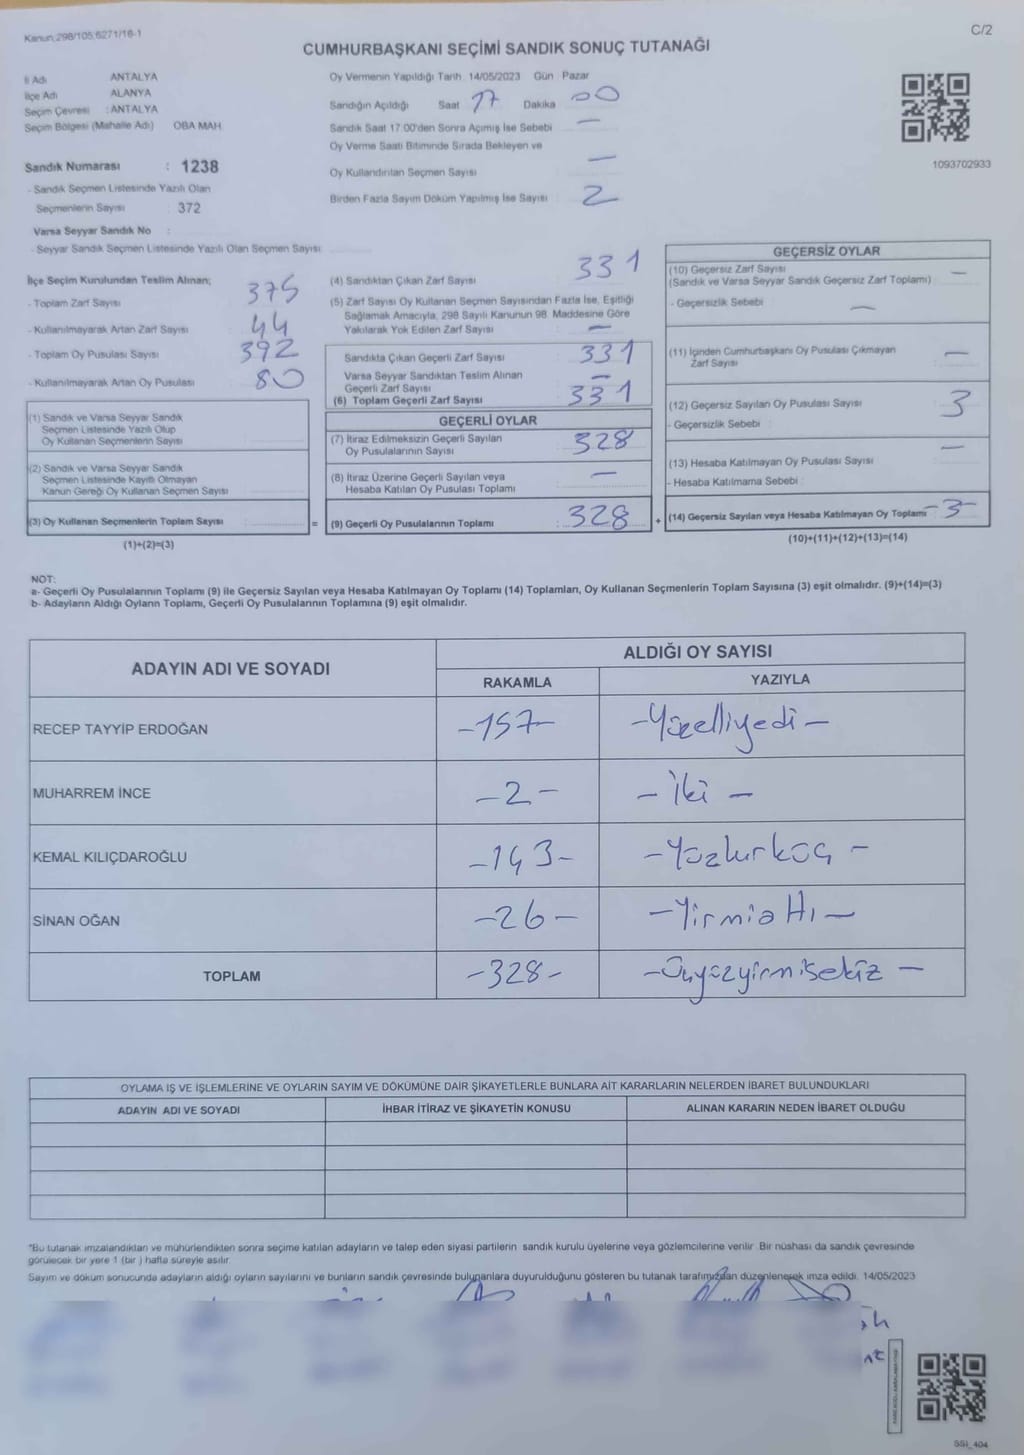 Kanun:298/105,6271/16-1
C/2
CUMHURBAŞKANI SEÇİMİ SANDIK SONUÇ TUTANAĞI
İl Adı ANTALYA
İlçe Adı ALANYA
Seçim Çevresi : ANTALYA
Seçim Bölgesi (Mahalle Adı) OBA MAH
Sandık Numarası : 1238
- Sandık Seçmen Listesinde Yazılı Olan
Seçmenlerin Sayısı : 372
Varsa Seyyar Sandık No :
- Seyyar Sandık Seçmen Listesinde Yazılı Olan Seçmen Sayısı
Oy Vermenin Yapıldığı Tarih 14/05/2023 Gün Pazar
Sandığın Açıldığı Saat 17 Dakika 00
Sandık Saat 17:00'den Sonra Açımış İse Sebebi —
Oy Verme Saati Bitiminde Sırada Bekleyen ve
Oy Kullandırılan Seçmen Sayısı —
Birden Fazla Sayım Döküm Yapılmış İse Sayısı 2
1093702933
İlçe Seçim Kurulundan Teslim Alınan;
- Toplam Zarf Sayısı 375
- Kullanılmayarak Artan Zarf Sayısı 44
- Toplam Oy Pusulası Sayısı 392
- Kullanılmayarak Artan Oy Pusulası 80
(1) Sandık ve Varsa Seyyar Sandık
Seçmen Listesinde Yazılı Olup
Oy Kullanan Seçmenlerin Sayısı
(2) Sandık ve Varsa Seyyar Sandık
Seçmen Listesinde Kayıtlı Olmayan
Kanun Gereği Oy Kullanan Seçmen Sayısı
(3) Oy Kullanan Seçmenlerin Toplam Sayısı =
(1)+(2)=(3)
(4) Sandıktan Çıkan Zarf Sayısı 331
(5) Zarf Sayısı Oy Kullanan Seçmen Sayısından Fazla İse, Eşitliği
Sağlamak Amacıyla, 298 Sayılı Kanunun 98. Maddesine Göre
Yakılarak Yok Edilen Zarf Sayısı —
Sandıkta Çıkan Geçerli Zarf Sayısı 331
Varsa Seyyar Sandıktan Teslim Alınan
Geçerli Zarf Sayısı —
(6) Toplam Geçerli Zarf Sayısı 331
GEÇERLİ OYLAR
(7) İtiraz Edilmeksizin Geçerli Sayılan
Oy Pusulalarının Sayısı 328
(8) İtiraz Üzerine Geçerli Sayılan veya
Hesaba Katılan Oy Pusulası Toplamı —
(9) Geçerli Oy Pusulalarının Toplamı : 328 +
GEÇERSİZ OYLAR
(10) Geçersiz Zarf Sayısı
(Sandık ve Varsa Seyyar Sandık Geçersiz Zarf Toplamı) —
- Geçersizlik Sebebi —
(11) İçinden Cumhurbaşkanı Oy Pusulası Çıkmayan
Zarf Sayısı —
(12) Geçersiz Sayılan Oy Pusulası Sayısı 3
- Geçersizlik Sebebi :
(13) Hesaba Katılmayan Oy Pusulası Sayısı —
- Hesaba Katılmama Sebebi :
(14) Geçersiz Sayılan veya Hesaba Katılmayan Oy Toplamı -3-
(10)+(11)+(12)+(13)=(14)
NOT:
a- Geçerli Oy Pusulalarının Toplamı (9) ile Geçersiz Sayılan veya Hesaba Katılmayan Oy Toplamı (14) Toplamları, Oy Kullanan Seçmenlerin Toplam Sayısına (3) eşit olmalıdır. (9)+(14)=(3)
b- Adayların Aldığı Oyların Toplamı, Geçerli Oy Pusulalarının Toplamına (9) eşit olmalıdır.
ADAYIN ADI VE SOYADI
ALDIĞI OY SAYISI
RAKAMLA YAZIYLA
RECEP TAYYİP ERDOĞAN -157- -Yüzelliyedi-
MUHARREM İNCE -2- -iki-
KEMAL KILIÇDAROĞLU -143- -Yüzkırküç-
SİNAN OĞAN -26- -Yirmialtı-
TOPLAM -328- -Üçyüzyirmisekiz-
OYLAMA İŞ VE İŞLEMLERİNE VE OYLARIN SAYIM VE DÖKÜMÜNE DAİR ŞİKAYETLERLE BUNLARA AİT KARARLARIN NELERDEN İBARET BULUNDUKLARI
ADAYIN ADI VE SOYADI İHBAR İTİRAZ VE ŞİKAYETİN KONUSU ALINAN KARARIN NEDEN İBARET OLDUĞU
*Bu tutanak imzalandıktan ve mühürlendikten sonra seçime katılan adayların ve talep eden siyasi partilerin sandık kurulu üyelerine veya gözlemcilerine verilir. Bir nüshası da sandık çevresinde
görülecek bir yere 1 (bir ) hafta süreyle asılır.
Sayım ve döküm sonucunda adayların aldığı oyların sayılarını ve bunların sandık çevresinde bulunanlara duyurulduğunu gösteren bu tutanak tarafımızdan düzenlenerek imza edildi. 14/05/2023
SSI_404